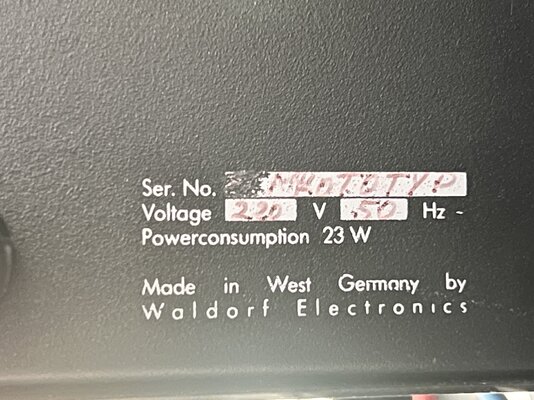 Ser. No.
Voltage 220 V 50 Hz ~
Powerconsumption 23 W
Made in West Germany by
Waldorf Electronics